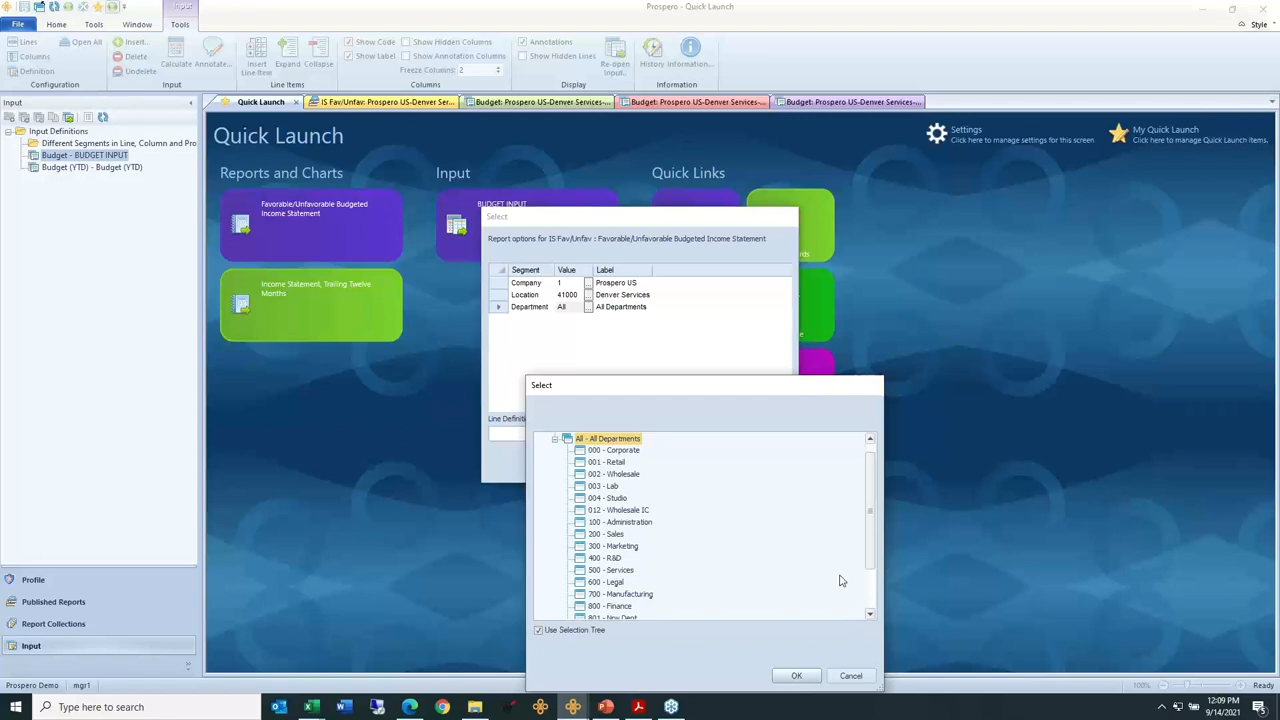 Input
Prospero - Quick Launch
File
Home
Tools
Window
Tools
Style
Lines
Open All
Columns
Definition
Configuration
Insert...
Delete
Undelete
Calculate
Annotate...
Input
Insert
Line Item
Expand
Collapse
Line Items
Show Code
Show Hidden Columns
Show Label
Show Annotation Columns
Freeze Columns: 2
Columns
Annotations
Show Hidden Lines
Re-open
Input...
Display
History
Information...
Information
Input
Quick Launch
IS Fav/Unfav: Prospero US-Denver Ser...
Budget: Prospero US-Denver Services-...
Budget: Prospero US-Denver Services-...
Budget: Prospero US-Denver Services-...
Input Definitions
Different Segments in Line, Column and Pro
Budget - BUDGET INPUT
Budget (YTD) - Budget (YTD)
Quick Launch
Settings
Click here to manage settings for this screen
My Quick Launch
Click here to manage Quick Launch items.
Reports and Charts
Input
Quick Links
Favorable/Unfavorable Budgeted
Income Statement
BUDGET INPUT
Income Statement, Trailing Twelve
Months
Select
Report options for IS Fav/Unfav : Favorable/Unfavorable Budgeted Income Statement
Segment
Value
Label
Company
1
...
Prospero US
Location
41000
...
Denver Services
Department
All
...
All Departments
Line Definiti
Select
All - All Departments
000 - Corporate
001 - Retail
002 - Wholesale
003 - Lab
004 - Studio
012 - Wholesale IC
100 - Administration
200 - Sales
300 - Marketing
400 - R&D
500 - Services
600 - Legal
700 - Manufacturing
800 - Finance
Use Selection Tree
OK
Cancel
Profile
Published Reports
Report Collections
Input
Prospero Demo
mgr1
100%
Ready
Type here to search
12:09 PM
9/14/2021